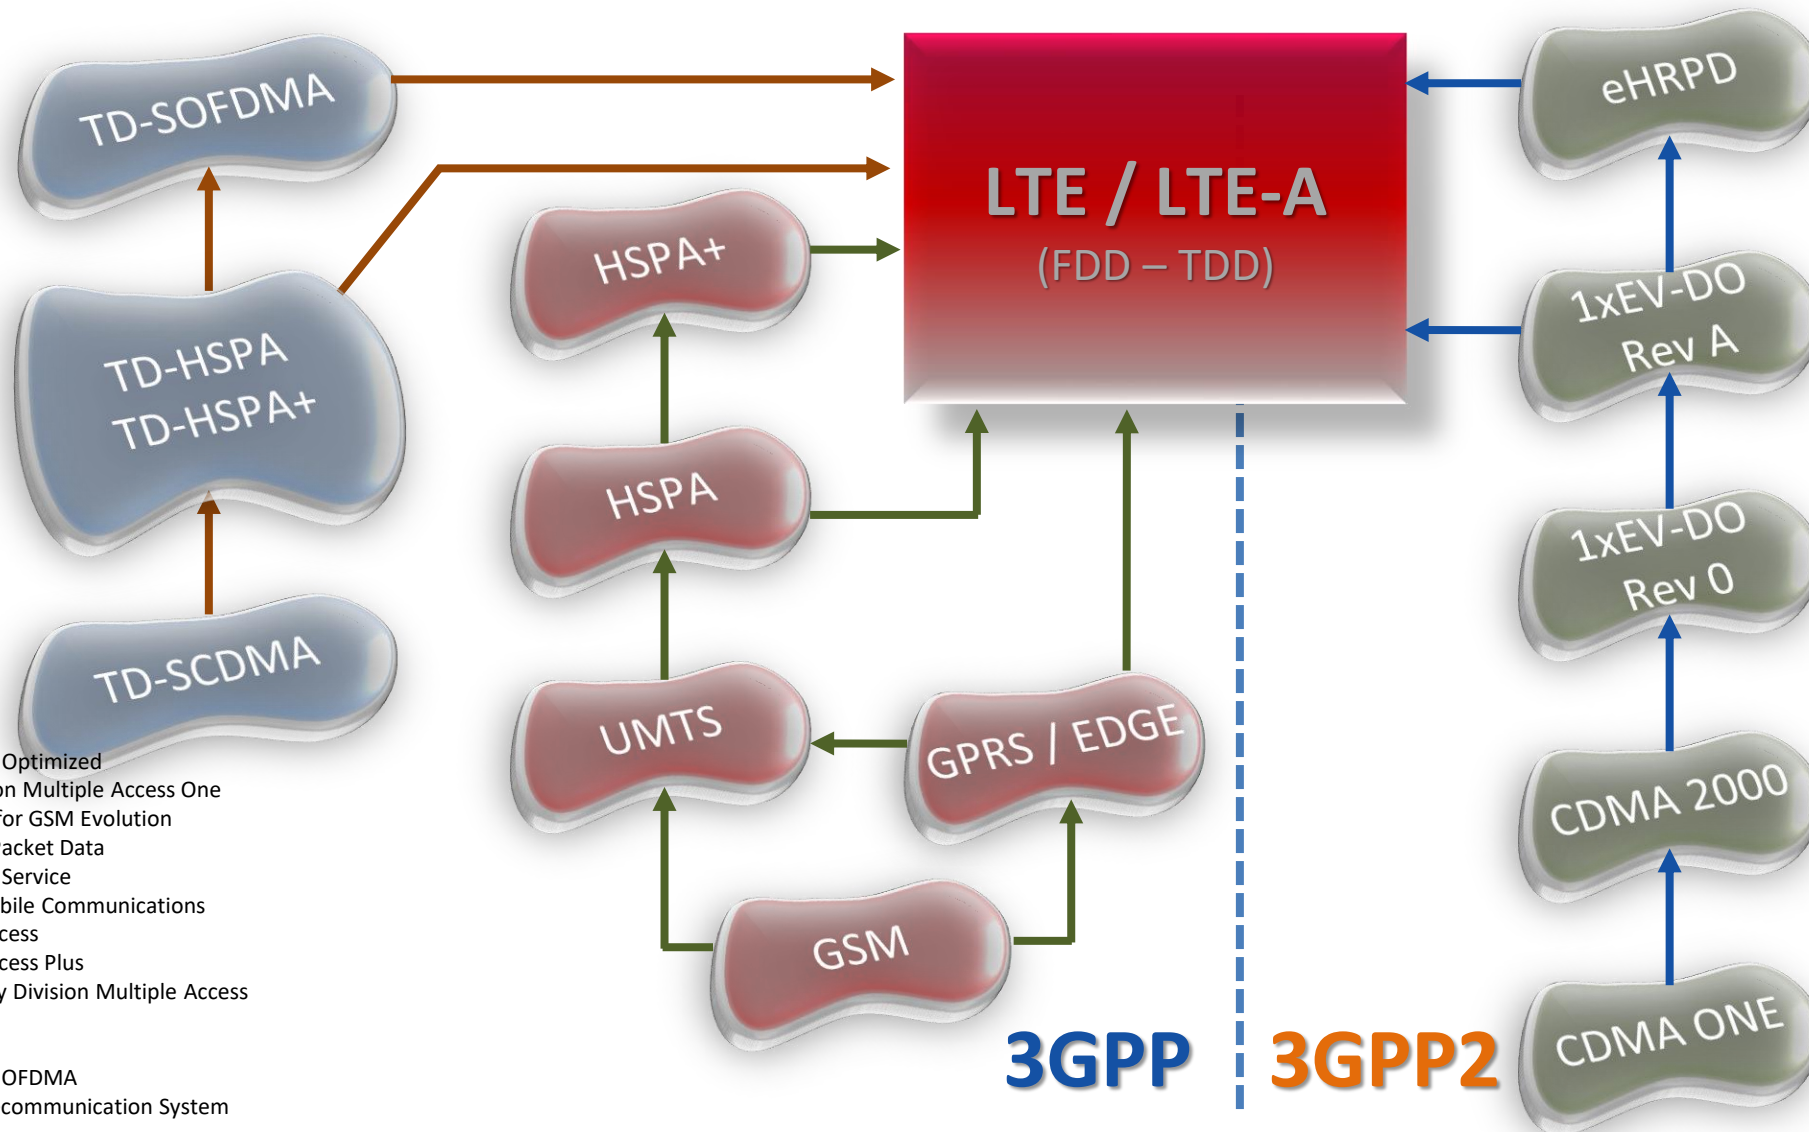 TD-SOFDMA
TD-HSPA
TD-HSPA+
TD-SCDMA
HSPA+
HSPA
UMTS
GPRS / EDGE
GSM
LTE / LTE-A
(FDD – TDD)
eHRPD
1xEV-DO
Rev A
1xEV-DO
Rev 0
CDMA 2000
CDMA ONE
3GPP
3GPP2
Optimized
on Multiple Access One
for GSM Evolution
Packet Data
Service
bile Communications
cess
cess Plus
y Division Multiple Access
OFDMA
communication System